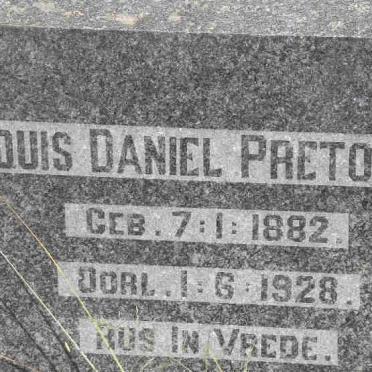 OUIS DANIEL PRETO
GEB. 7:1:1882.
OORL. 1:6:1928.
RUS IN VREDE.